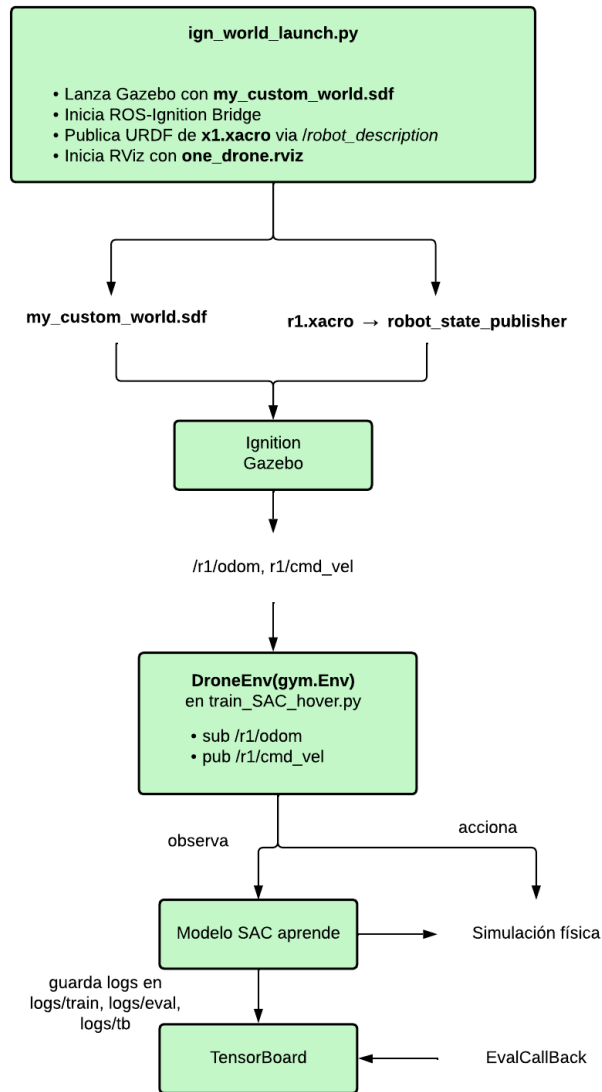 ign_world_launch.py
• Lanza Gazebo con my_custom_world.sdf
• Inicia ROS-Ignition Bridge
• Publica URDF de x1.xacro via /robot_description
• Inicia RViz con one_drone.rviz
my_custom_world.sdf
r1.xacro → robot_state_publisher
Ignition
Gazebo
/r1/odom, r1/cmd_vel
DroneEnv(gym.Env)
en train_SAC_hover.py
• sub /r1/odom
• pub /r1/cmd_vel
observa
acciona
Modelo SAC aprende
Simulación física
guarda logs en
logs/train, logs/eval,
logs/tb
TensorBoard
EvalCallBack